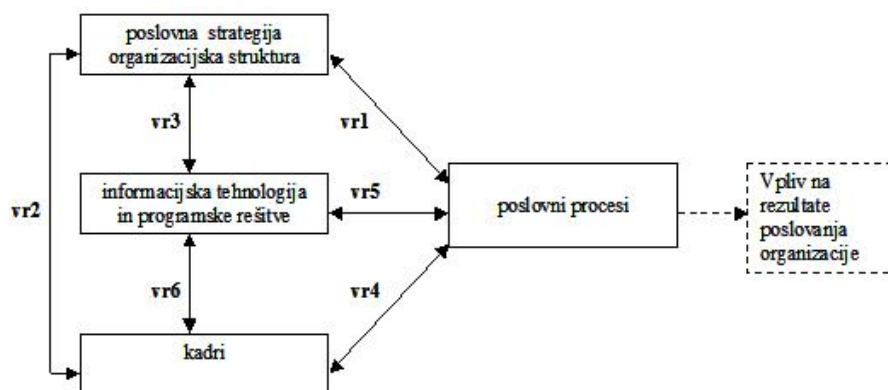 poslovna strategija
organizacijska struktura
vr3
vr1
informacijska tehnologija
in programske rešitve
vr5
poslovni procesi
Vpliv na
rezultate
poslovanja
organizacije
vr2
vr6
vr4
kadri